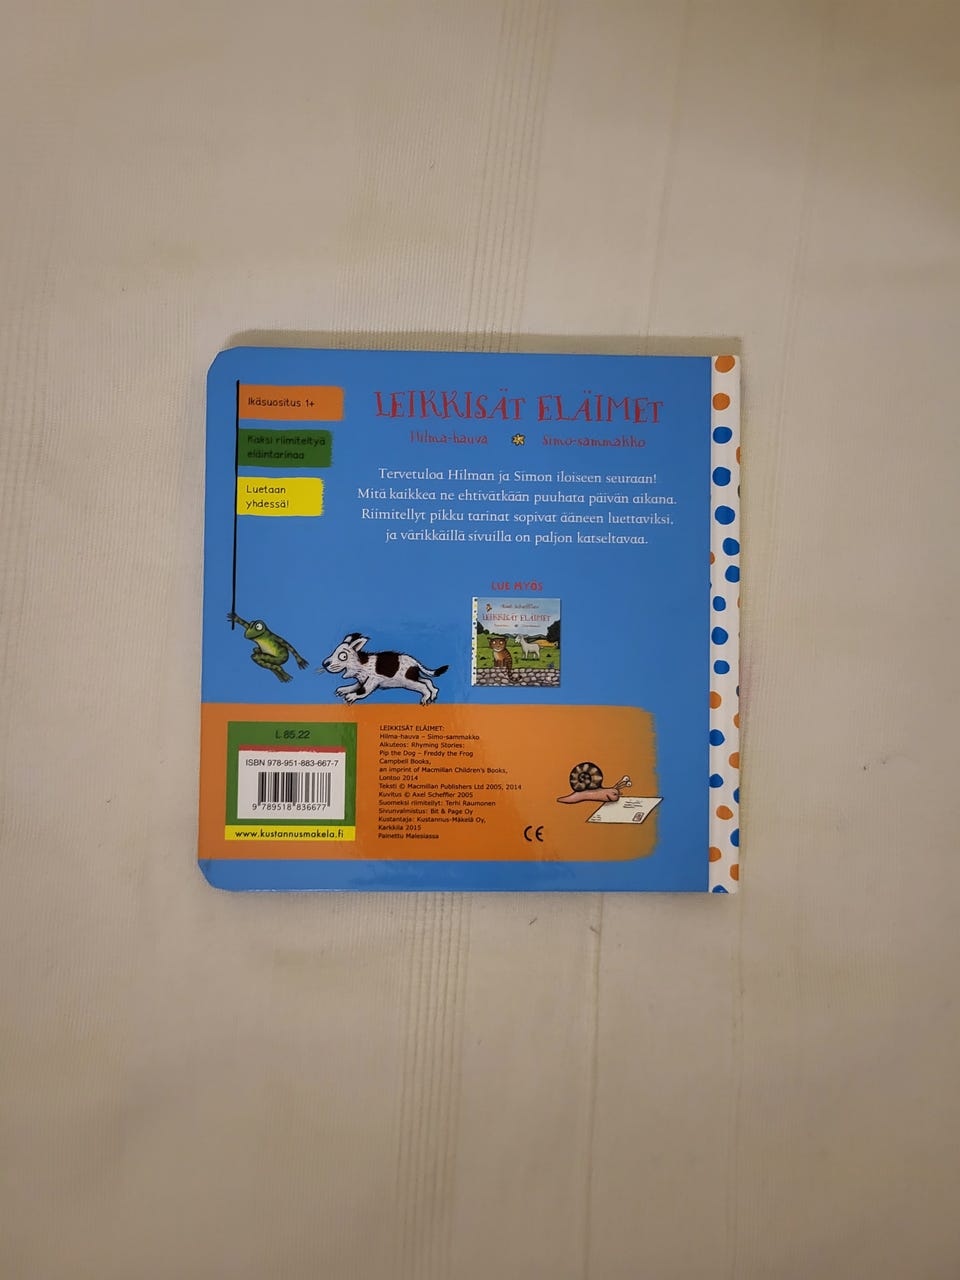 Ikäsuositus 1+
Kaksi riimiteltyä
eläintarinaa
Luetaan
yhdessä!
LEIKKISÄT ELÄIMET
Hilma-hauva Simo-sammakko
Tervetuloa Hilman ja Simon iloiseen seuraan!
Mitä kaikkea ne ehtivätkään puuhata päivän aikana.
Riimitellyt pikku tarinat sopivat ääneen luettaviksi,
ja värikkäillä sivuilla on paljon katseltavaa.
LUE MYÖS
Axel Scheffler
LEIKKISÄT ELÄIMET
L 85.22
ISBN 978-951-883-667-7
9 789518 836677
www.kustannusmakela.fi
LEIKKISÄT ELÄIMET:
Hilma-hauva – Simo-sammakko
Alkuteos: Rhyming Stories:
Pip the Dog – Freddy the Frog
Campbell Books,
an imprint of Macmillan Children's Books,
Lontoo 2014
Teksti © Macmillan Publishers Ltd 2005, 2014
Kuvitus © Axel Scheffler 2005
Suomeksi riimitellyt: Terhi Raumonen
Sivunvalmistus: Bit & Page Oy
Kustantaja: Kustannus-Mäkelä Oy,
Karkkila 2015
Painettu Malesiassa
CE